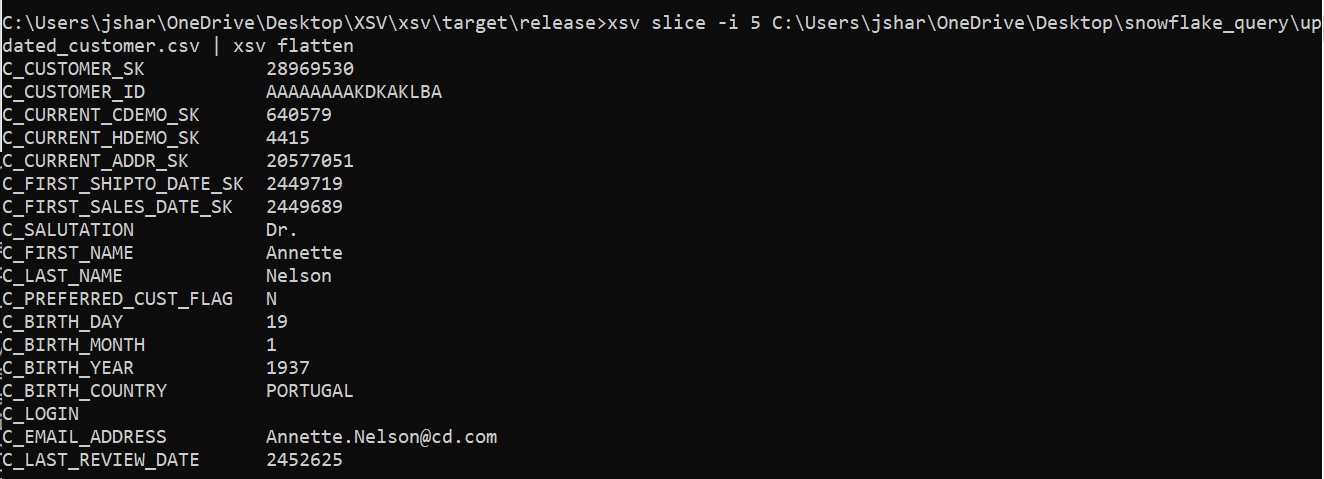 C:\Users\jshar\OneDrive\Desktop\XSV\xsv\target\release>xsv slice -i 5 C:\Users\jshar\OneDrive\Desktop\snowflake_query\up
dated_customer.csv | xsv flatten
C_CUSTOMER_SK 28969530
C_CUSTOMER_ID AAAAAAAAKDKAKLBA
C_CURRENT_CDEMO_SK 640579
C_CURRENT_HDEMO_SK 4415
C_CURRENT_ADDR_SK 20577051
C_FIRST_SHIPTO_DATE_SK 2449719
C_FIRST_SALES_DATE_SK 2449689
C_SALUTATION Dr.
C_FIRST_NAME Annette
C_LAST_NAME Nelson
C_PREFERRED_CUST_FLAG N
C_BIRTH_DAY 19
C_BIRTH_MONTH 1
C_BIRTH_YEAR 1937
C_BIRTH_COUNTRY PORTUGAL
C_LOGIN
C_EMAIL_ADDRESS Annette.Nelson@cd.com
C_LAST_REVIEW_DATE 2452625